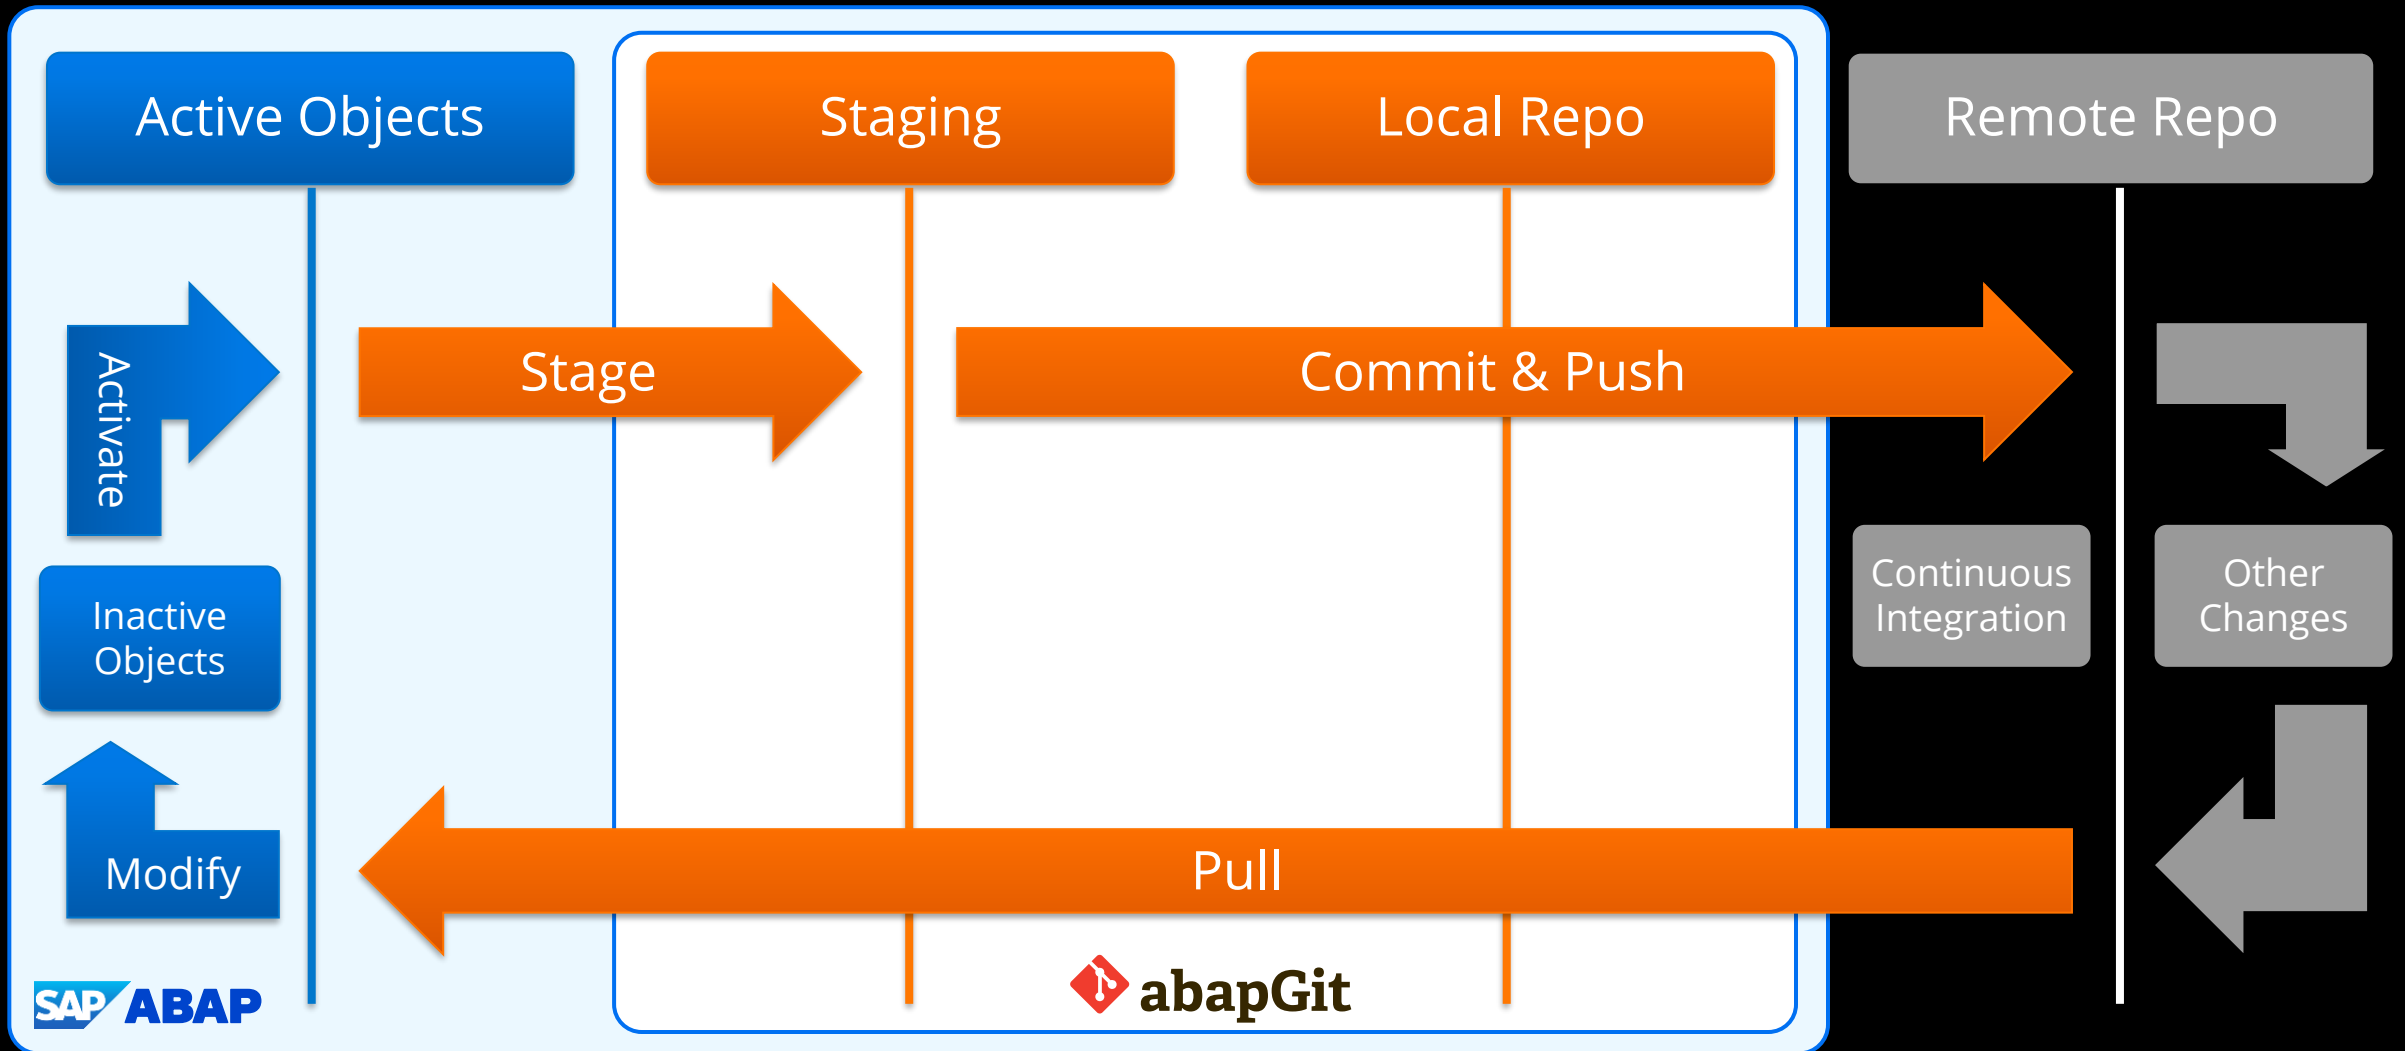 Active Objects
Staging
Local Repo
Remote Repo
Activate
Stage
Commit & Push
Inactive
Objects
Continuous
Integration
Other
Changes
Modify
Pull
SAP ABAP
abapGit